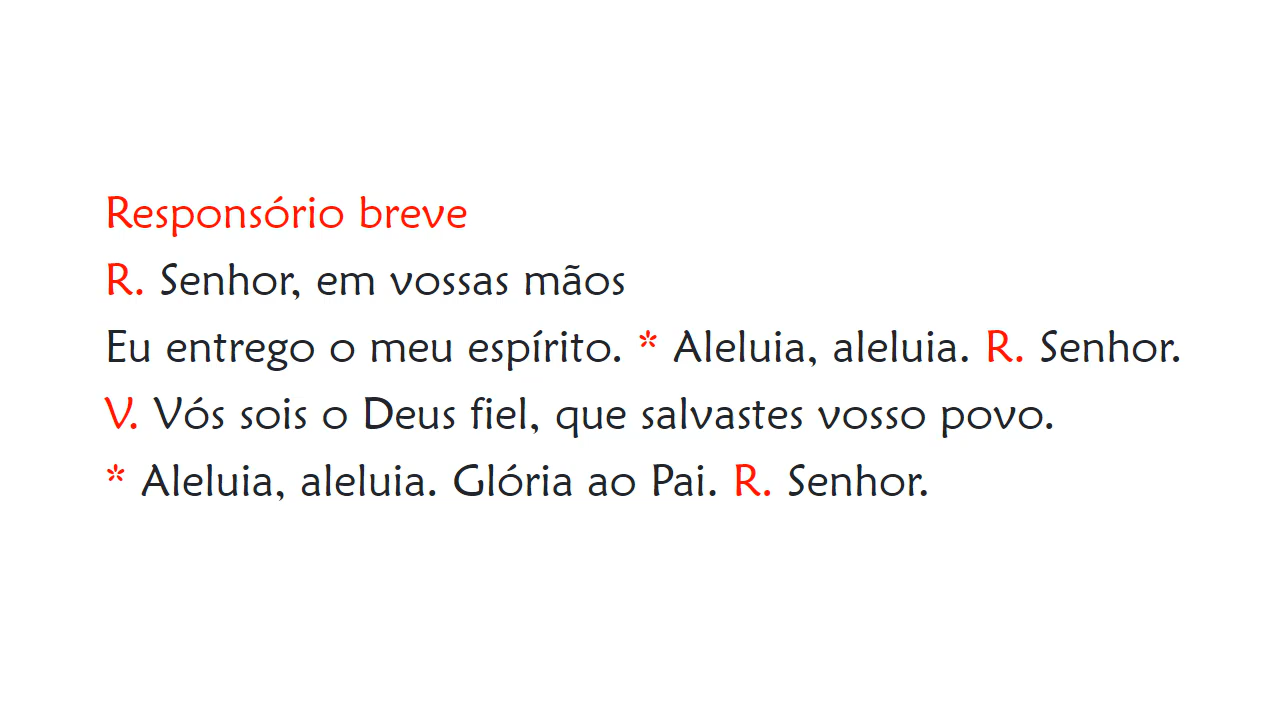 Responsório breve
R. Senhor, em vossas mãos
Eu entrego o meu espírito. * Aleluia, aleluia. R. Senhor.
V. Vós sois o Deus fiel, que salvastes vosso povo.
* Aleluia, aleluia. Glória ao Pai. R. Senhor.